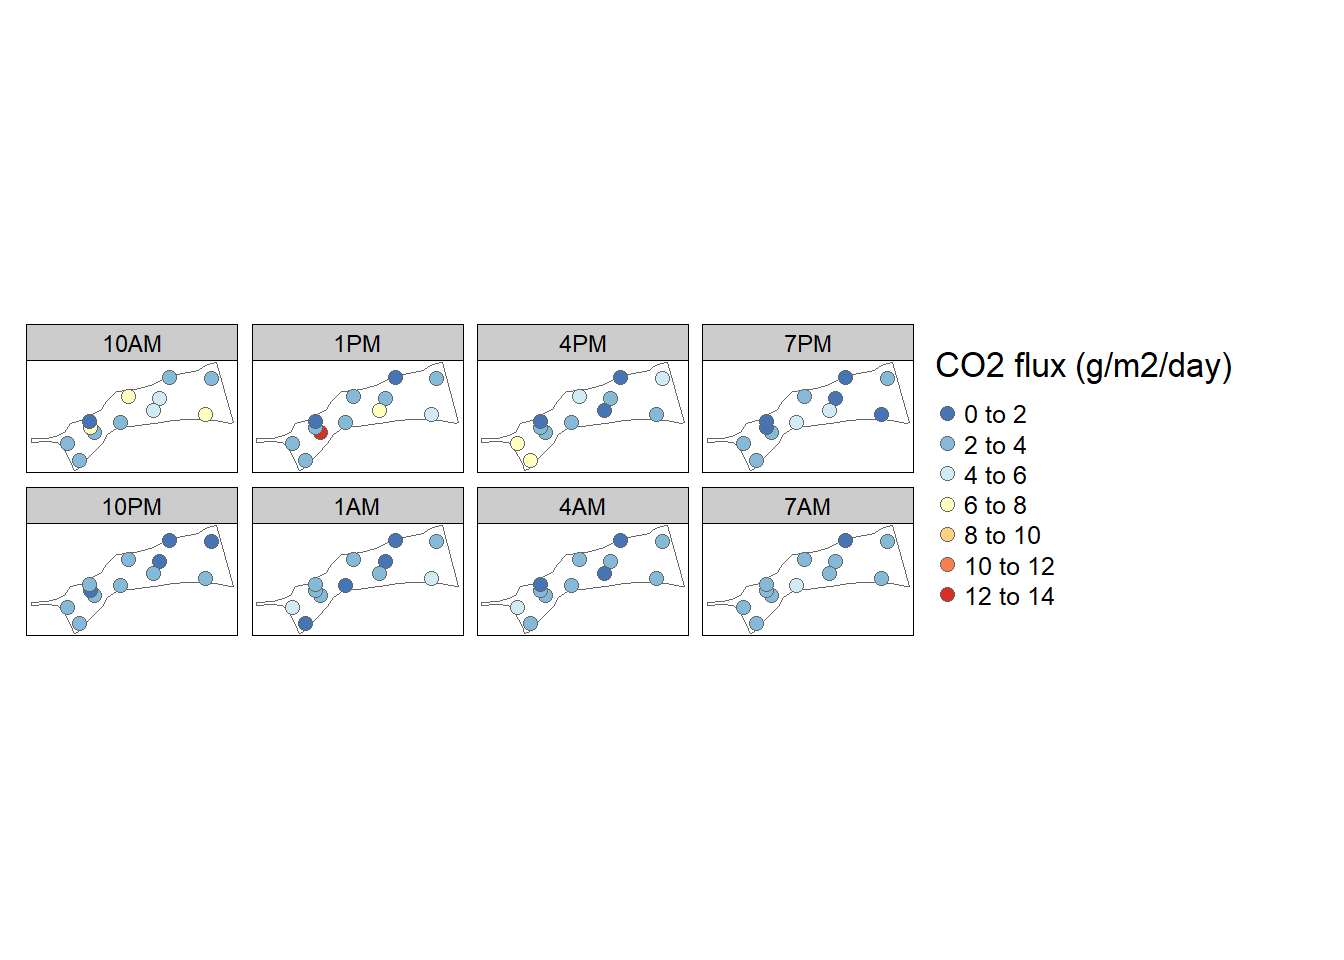 10AM
1PM
4PM
7PM
10PM
1AM
4AM
7AM
CO2 flux (g/m2/day)
0 to 2
2 to 4
4 to 6
6 to 8
8 to 10
10 to 12
12 to 14